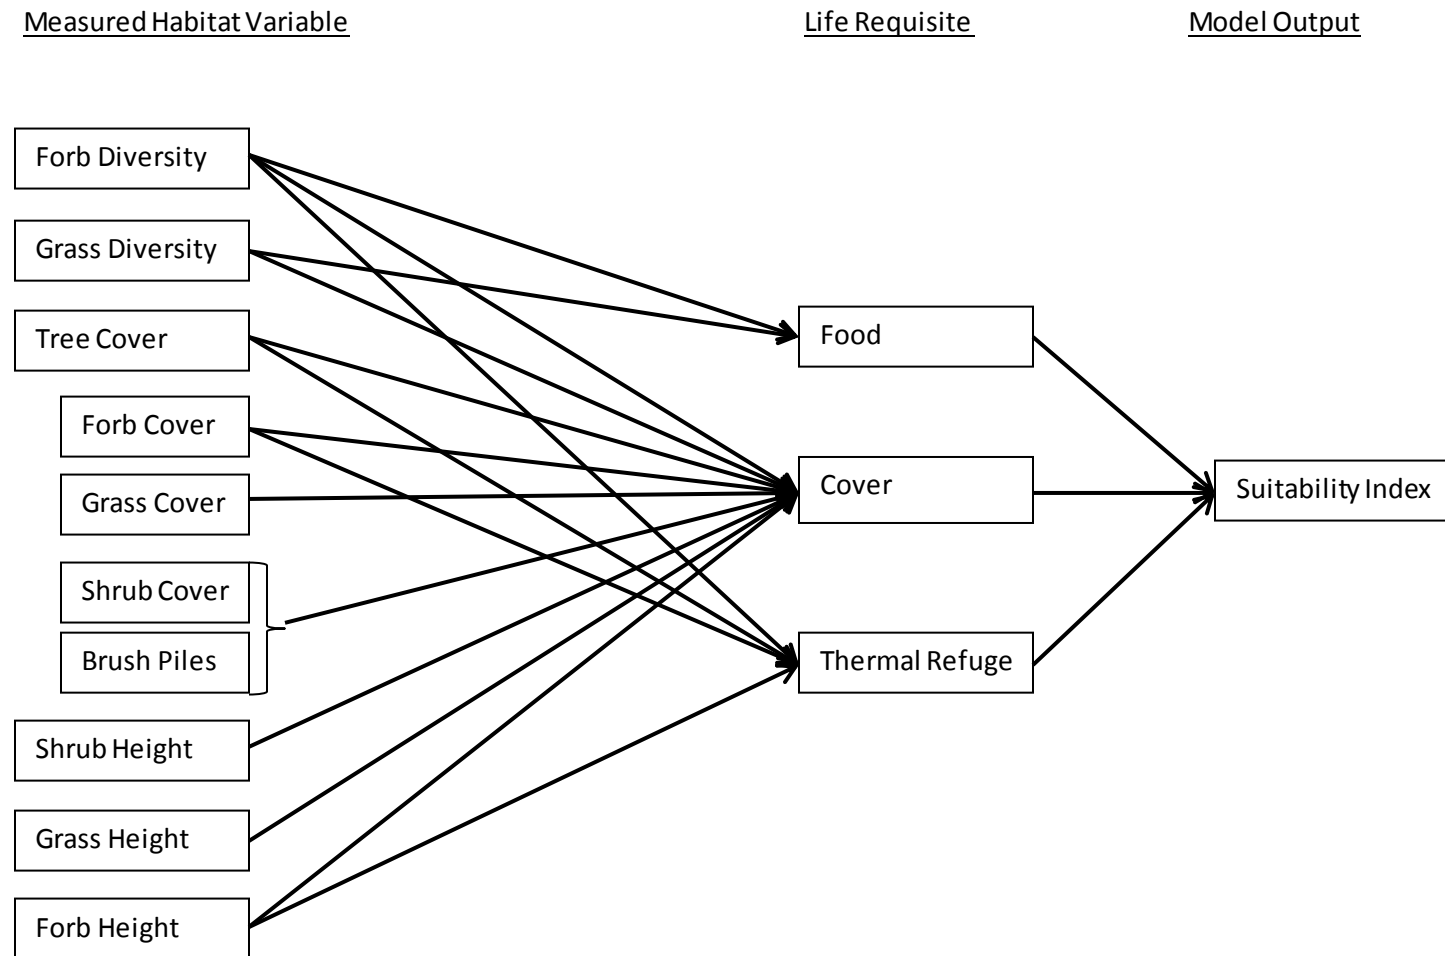 Measured Habitat Variable
Life Requisite
Model Output
Forb Diversity
Grass Diversity
Tree Cover
Forb Cover
Grass Cover
Shrub Cover
Brush Piles
Shrub Height
Grass Height
Forb Height
Food
Cover
Thermal Refuge
Suitability Index